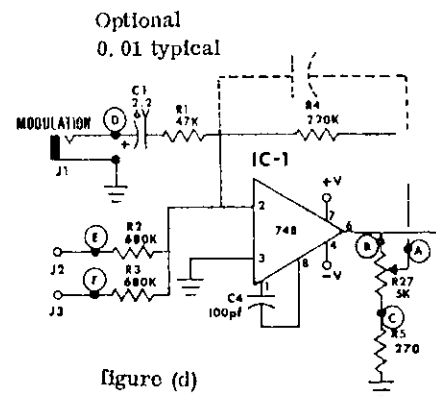 Optional
0.01 typical
C1
2.2
6V
D
R1
47K
R4
220K
MODULATION
+
J1
IC-1
+V
7
2
6
748
E
R2
680K
3
4
B
A
-V
8
R27
5K
J2
F
R3
680K
1
C4
100pf
C
J3
R5
270
figure (d)